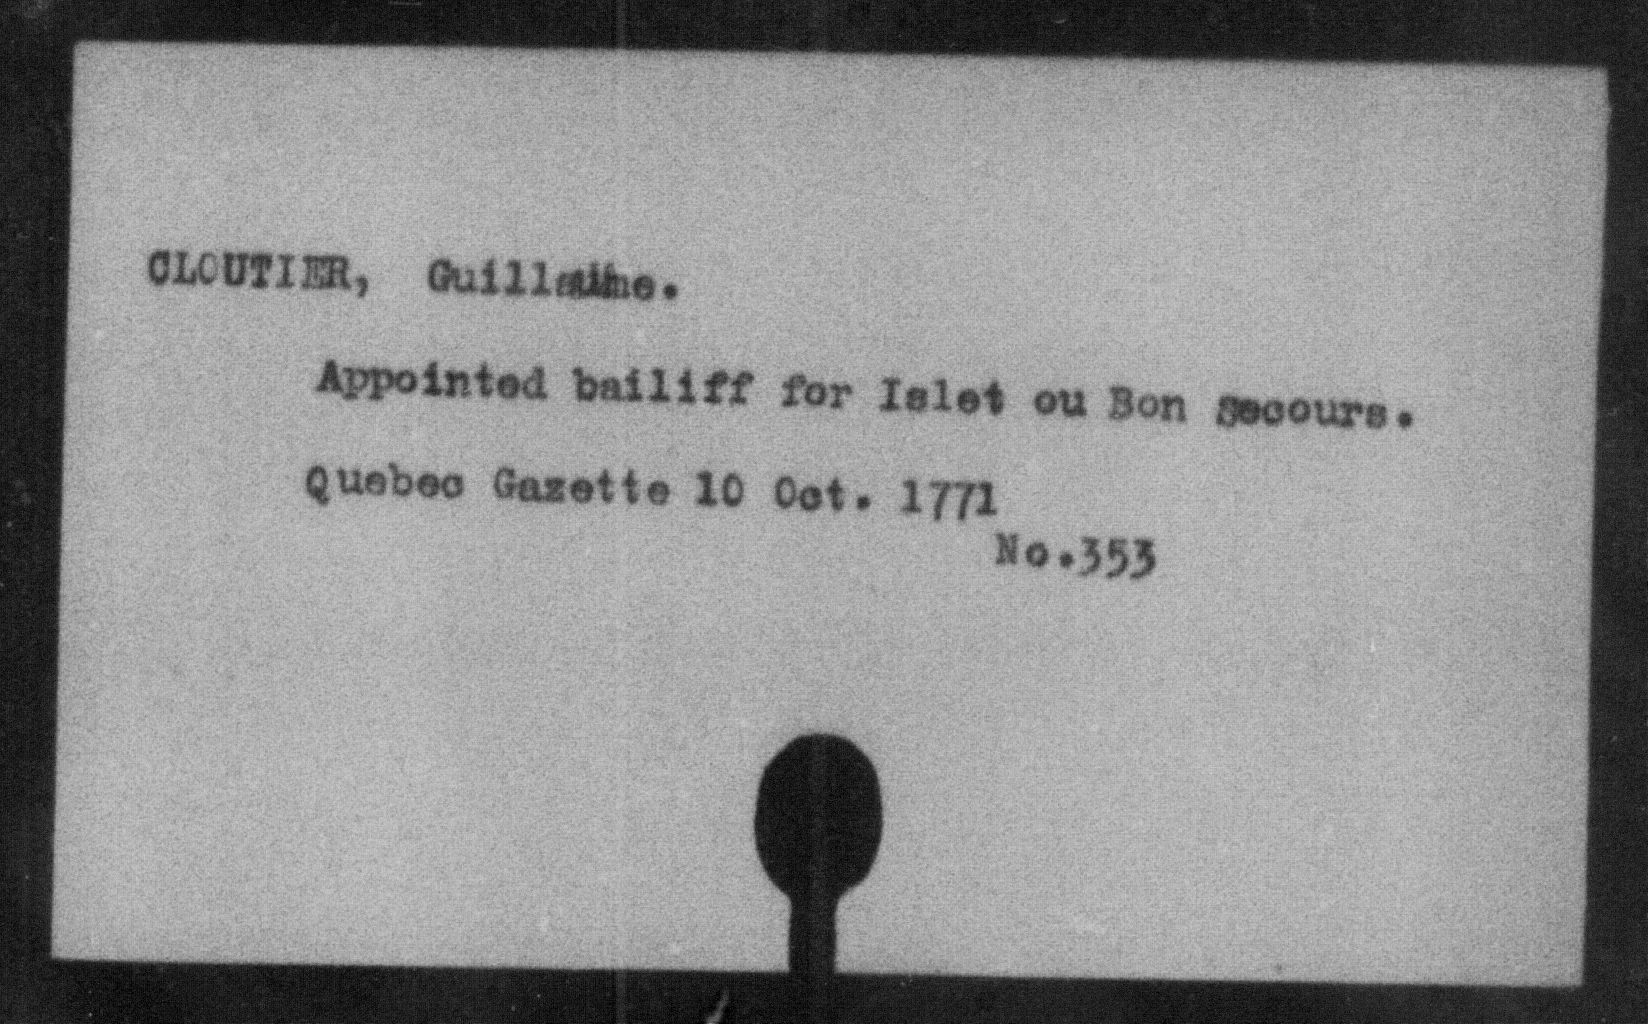 CLOUTIER, Guillaume.
Appointed bailiff for Islet ou Bon secours.
Quebec Gazette 10 Oct. 1771
No.353